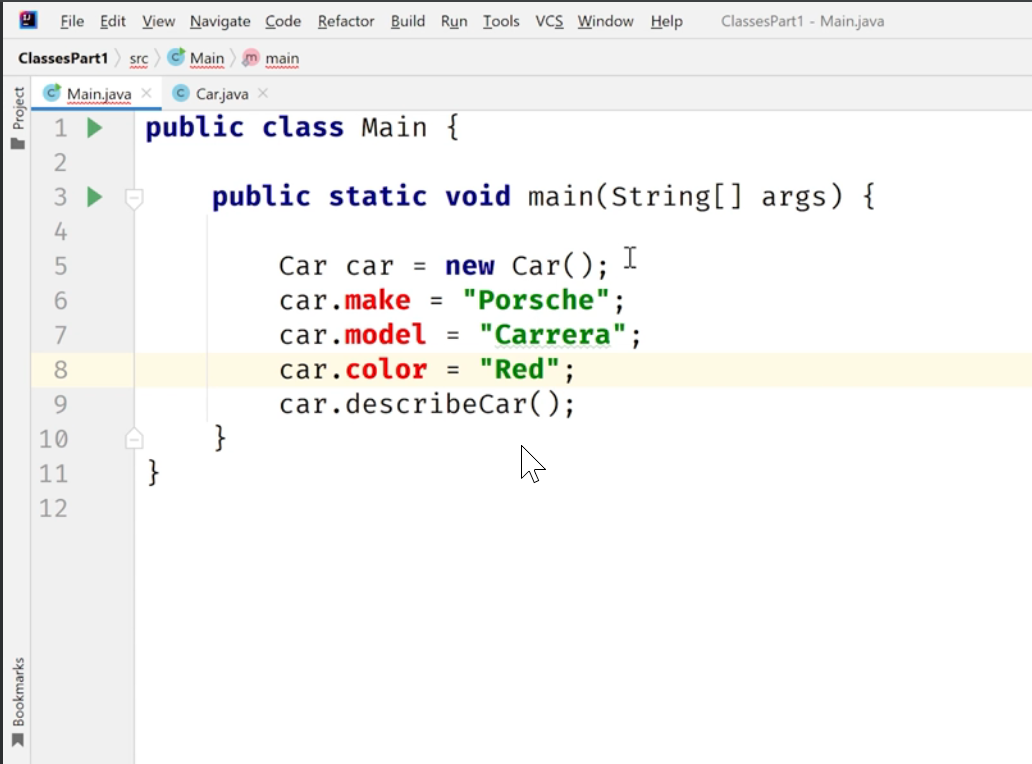 File Edit View Navigate Code Refactor Build Run Tools VCS Window Help ClassesPart1 - Main.java
ClassesPart1 src C Main m main
Project
C Main.java C Car.java
1 public class Main {
2
3 public static void main(String[] args) {
4
5 Car car = new Car();
6 car.make = "Porsche";
7 car.model = "Carrera";
8 car.color = "Red";
9 car.describeCar();
10 }
11 }
12
Bookmarks